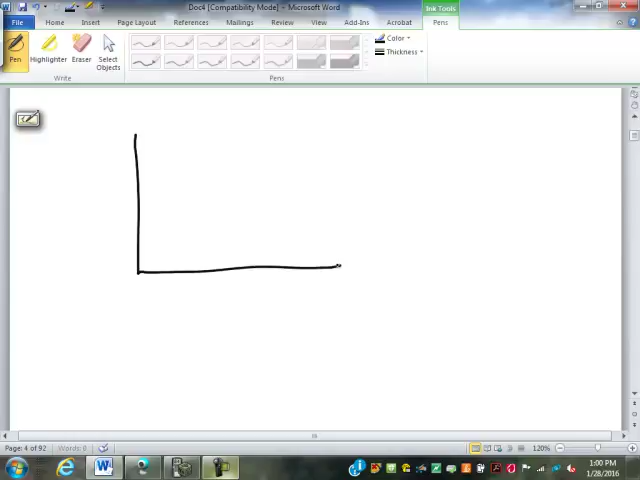 Doc4 [Compatibility Mode] - Microsoft Word
Ink Tools
File Home Insert Page Layout References Mailings Review View Add-Ins Acrobat Pens
Pen Highlighter Eraser Select Objects
Color
Thickness
Write Pens
Page: 4 of 92 Words: 0 120%
1:00 PM
1/28/2016